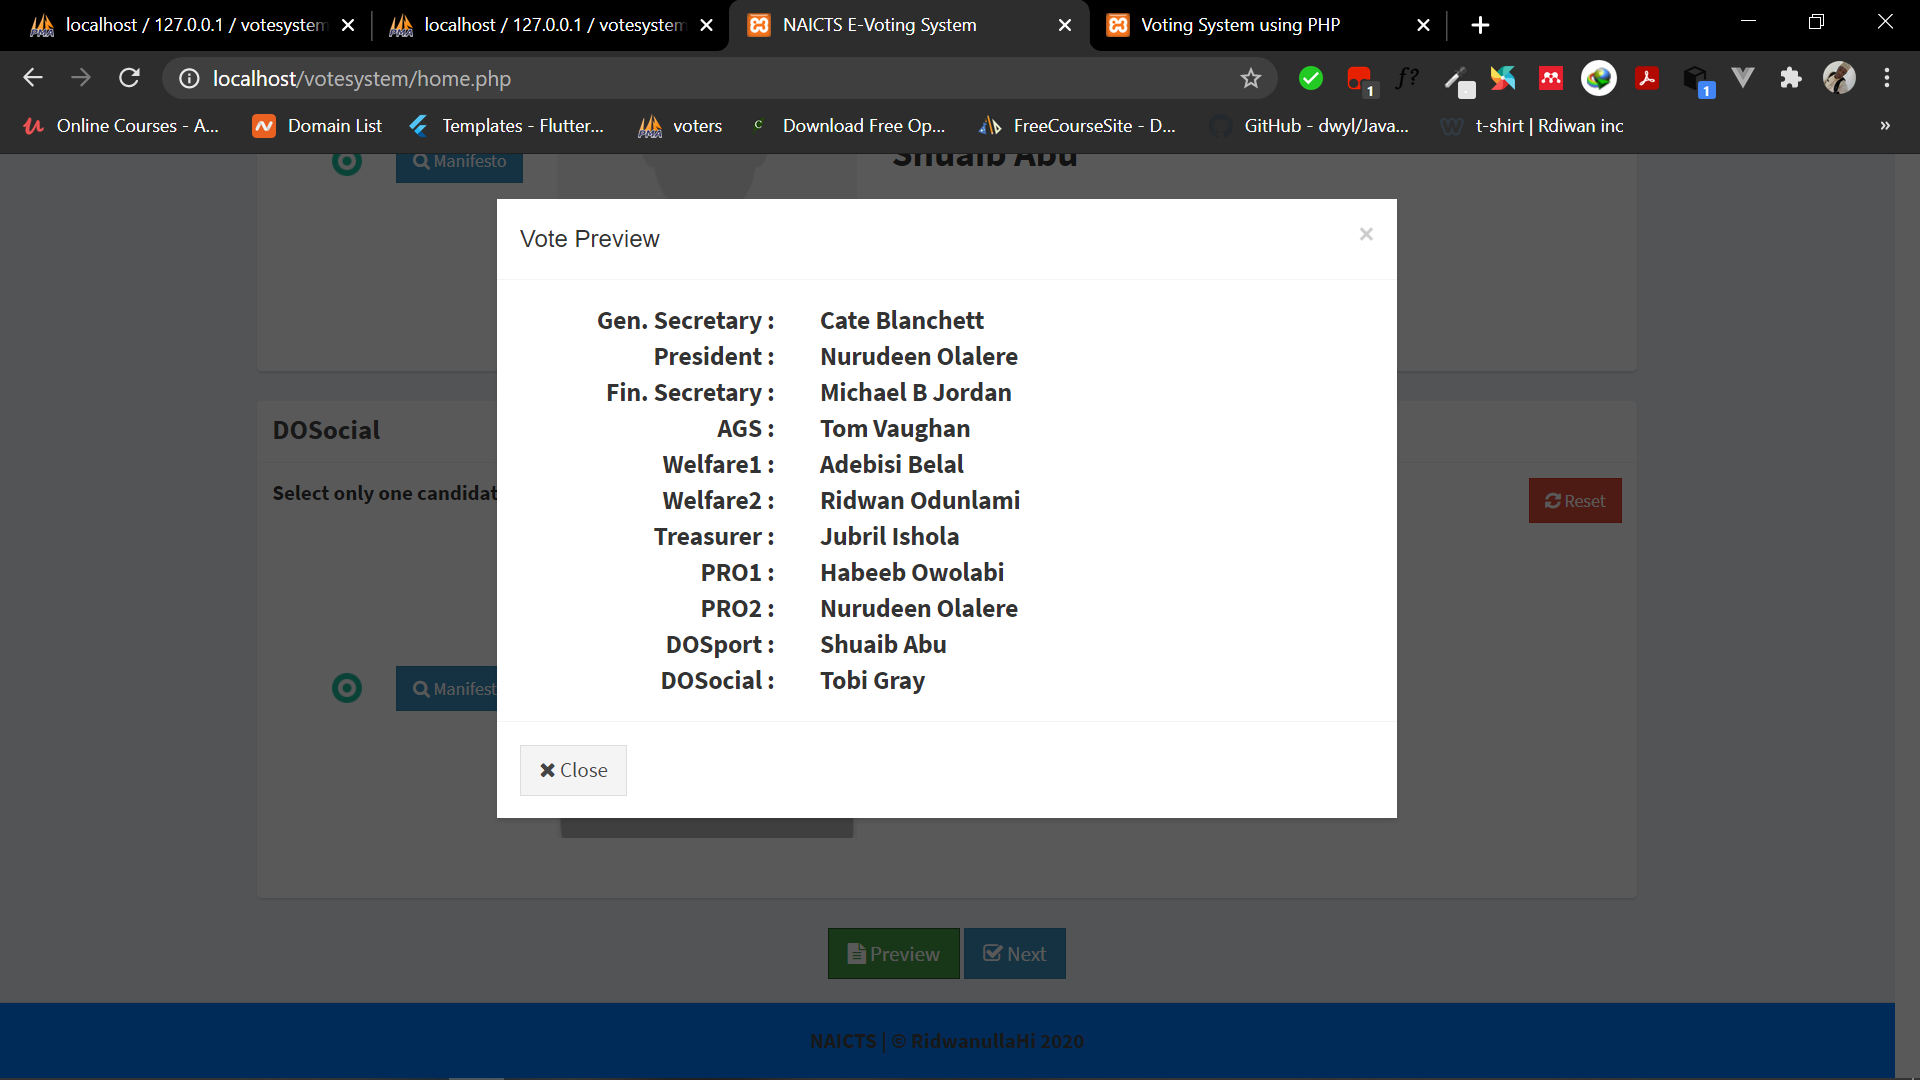 localhost / 127.0.0.1 / votesystem
localhost / 127.0.0.1 / votesystem
NAICTS E-Voting System
Voting System using PHP
localhost/votesystem/home.php
1
f?
1
Online Courses - A...
Domain List
Templates - Flutter...
voters
Download Free Op...
FreeCourseSite - D...
GitHub - dwyl/Java...
t-shirt | Rdiwan inc
»
Manifesto
Shuaib Abu
Vote Preview
×
Gen. Secretary : Cate Blanchett
President : Nurudeen Olalere
Fin. Secretary : Michael B Jordan
AGS : Tom Vaughan
Welfare1 : Adebisi Belal
Welfare2 : Ridwan Odunlami
Treasurer : Jubril Ishola
PRO1 : Habeeb Owolabi
PRO2 : Nurudeen Olalere
DOSport : Shuaib Abu
DOSocial : Tobi Gray
Close
DOSocial
Select only one candidat
Reset
Manifest
Preview
Next
NAICTS | © RidwanullaHi 2020